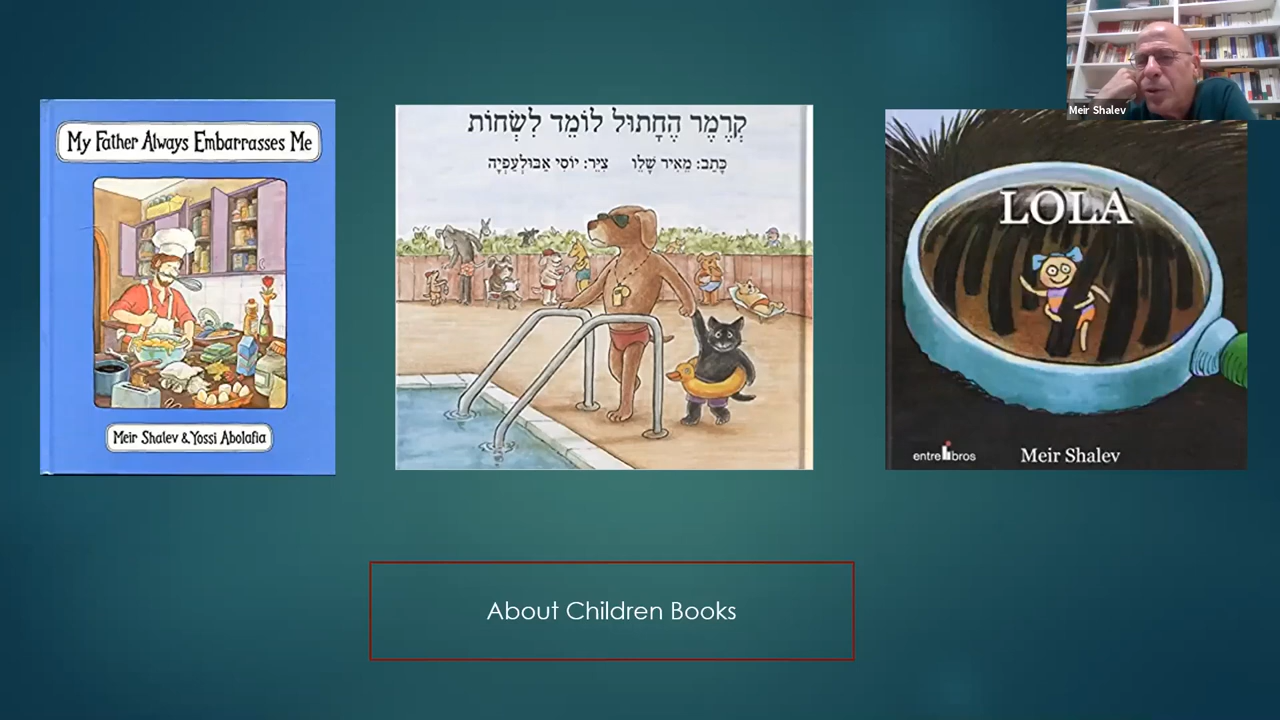 My Father Always Embarrasses Me
Meir Shalev & Yossi Abolafia
קְרֶמֶר הֶחָתוּל לוֹמֵד לִשְׂחוֹת
כָּתַב: מֵאִיר שָׁלֵו צִיֵּר: יוֹסִי אַבּוּלְעַפְיָה
LOLA
entrelibros
Meir Shalev
Meir Shalev
About Children Books